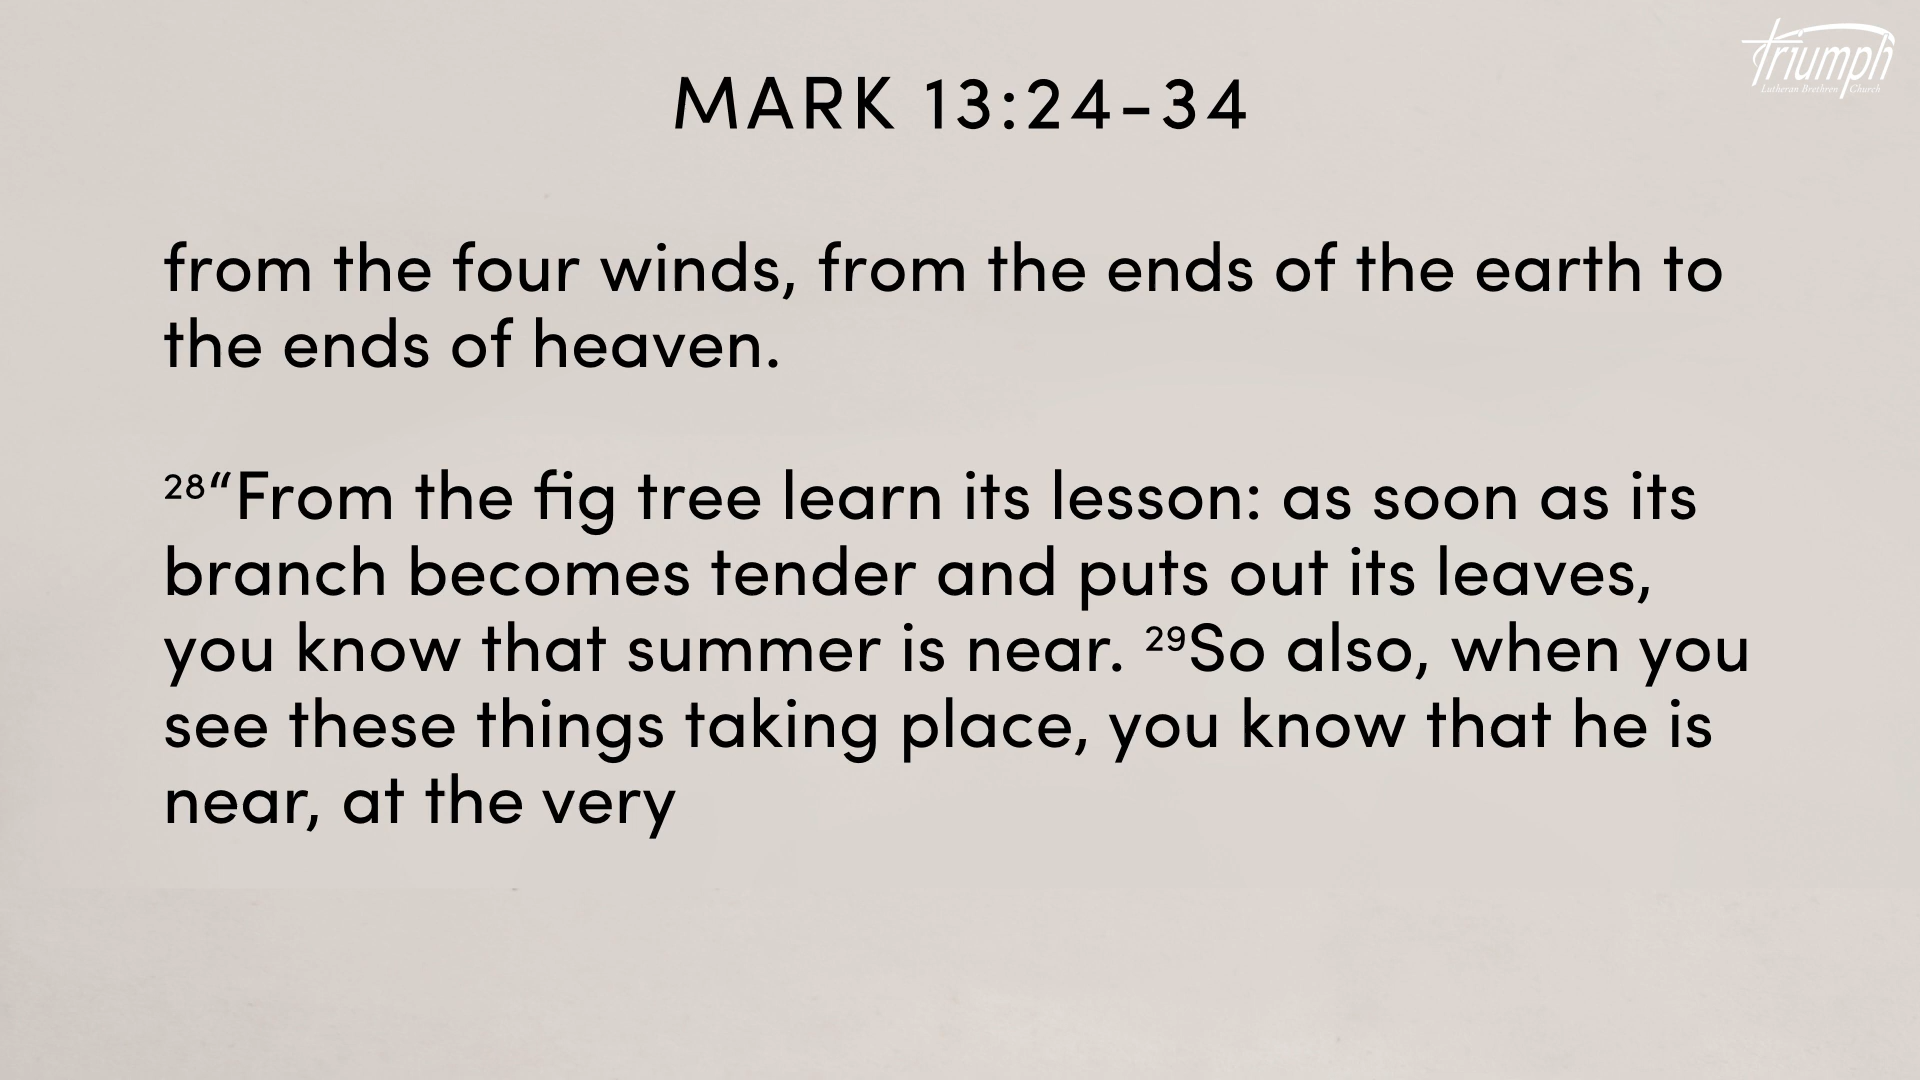 triumph
Lutheran Brethren Church
MARK 13:24-34
from the four winds, from the ends of the earth to
the ends of heaven.
28“From the fig tree learn its lesson: as soon as its
branch becomes tender and puts out its leaves,
you know that summer is near. 29So also, when you
see these things taking place, you know that he is
near, at the very